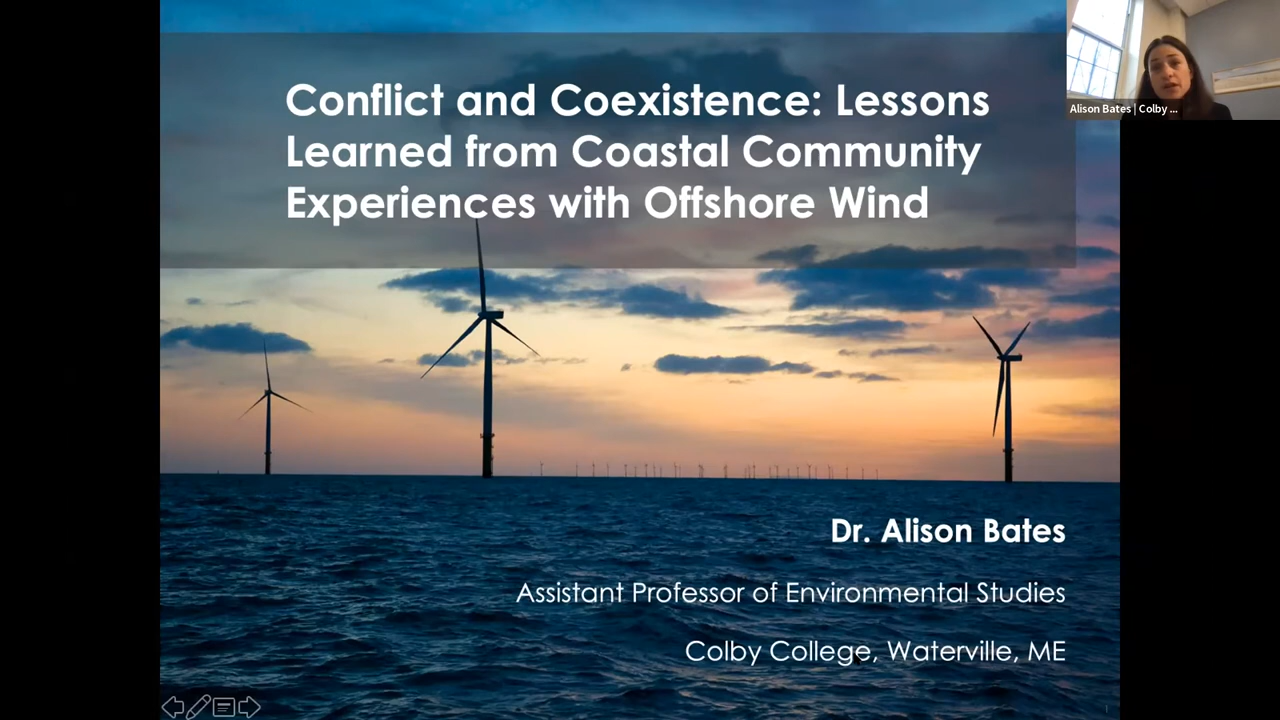 Conflict and Coexistence: Lessons
Learned from Coastal Community
Experiences with Offshore Wind
Alison Bates | Colby ...
Dr. Alison Bates
Assistant Professor of Environmental Studies
Colby College, Waterville, ME